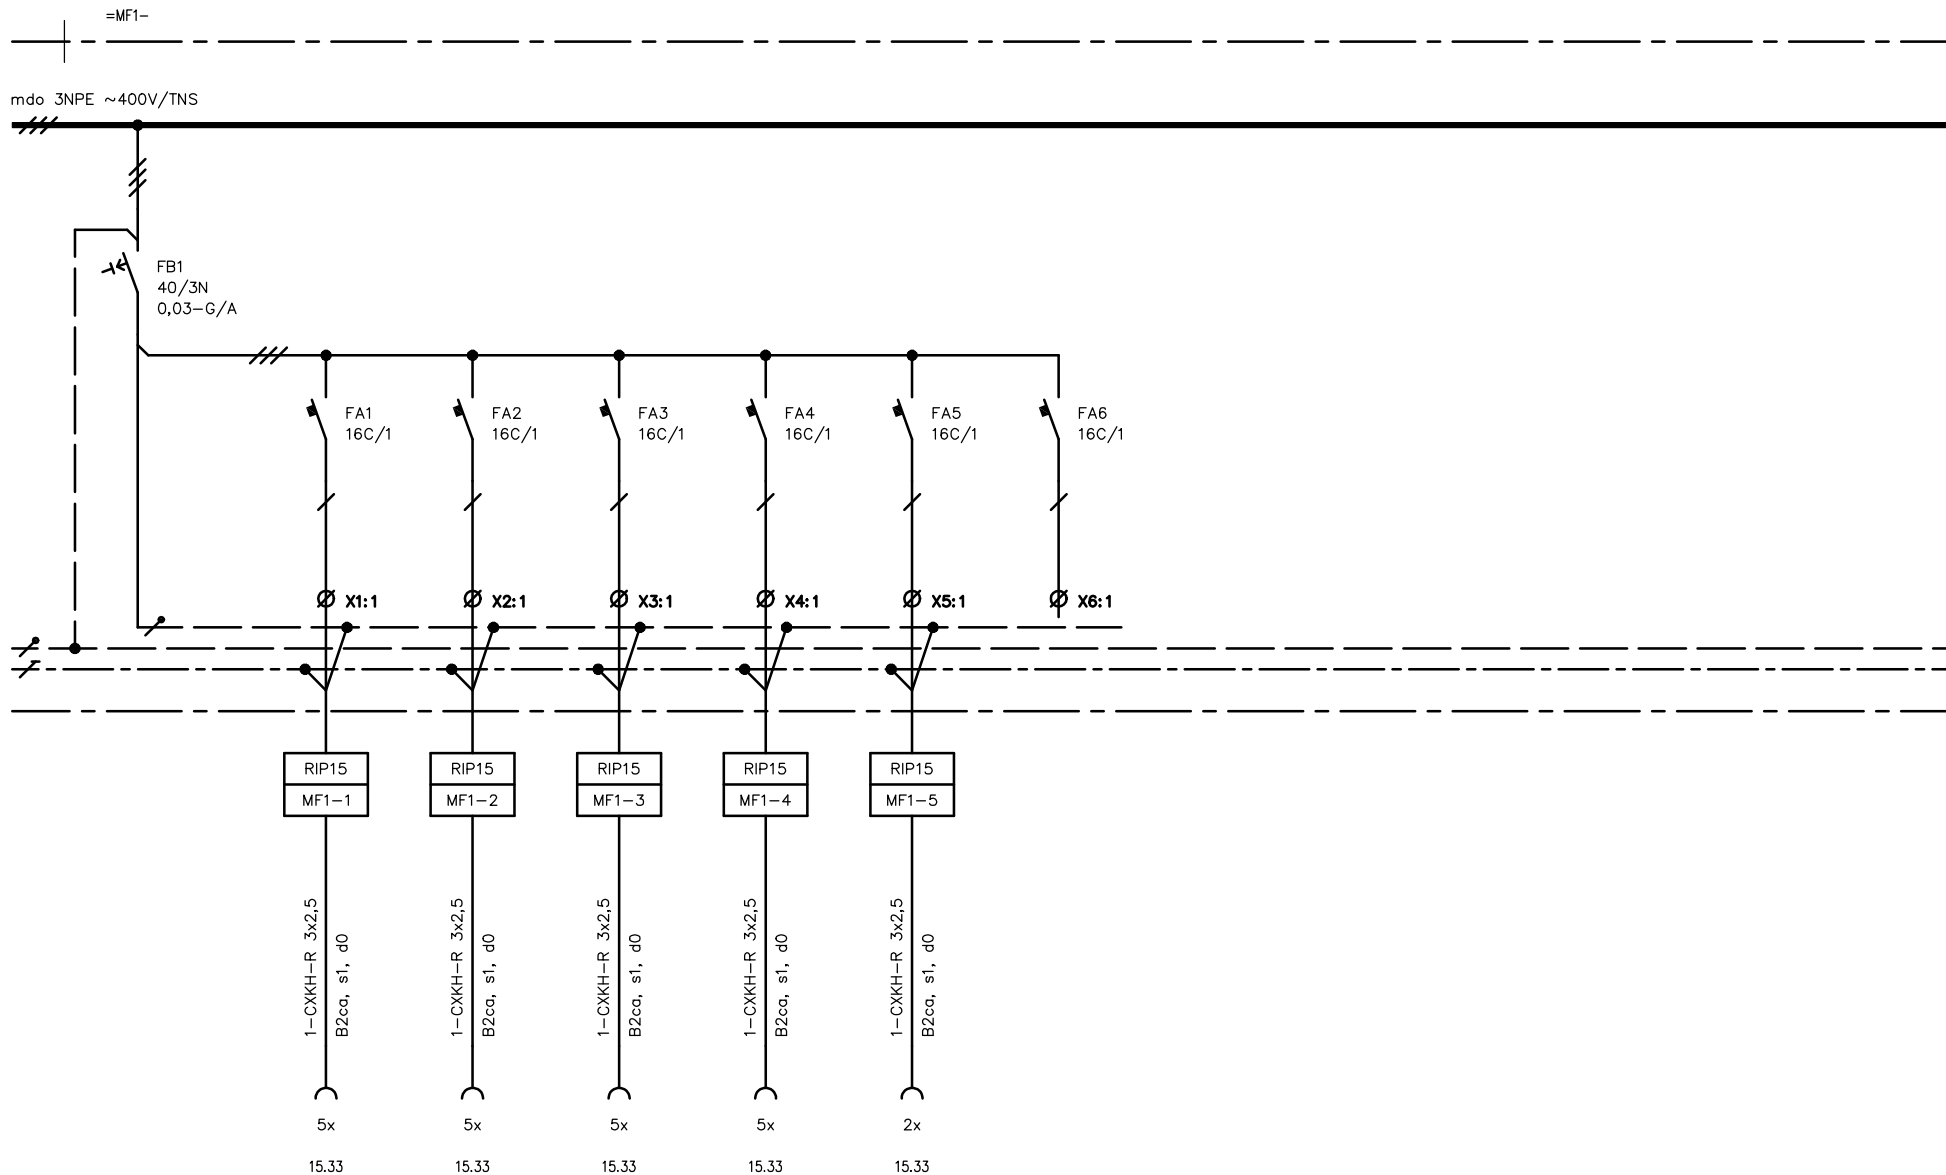 =MF1-
mdo 3NPE ~400V/TNS
FB1
40/3N
0,03-G/A
FA1
16C/1
FA2
16C/1
FA3
16C/1
FA4
16C/1
FA5
16C/1
FA6
16C/1
X1:1
X2:1
X3:1
X4:1
X5:1
X6:1
RIP15
MF1-1
RIP15
MF1-2
RIP15
MF1-3
RIP15
MF1-4
RIP15
MF1-5
1-CXKH-R 3x2,5
B2ca, s1, d0
1-CXKH-R 3x2,5
B2ca, s1, d0
1-CXKH-R 3x2,5
B2ca, s1, d0
1-CXKH-R 3x2,5
B2ca, s1, d0
1-CXKH-R 3x2,5
B2ca, s1, d0
5x
5x
5x
5x
2x
15.33
15.33
15.33
15.33
15.33